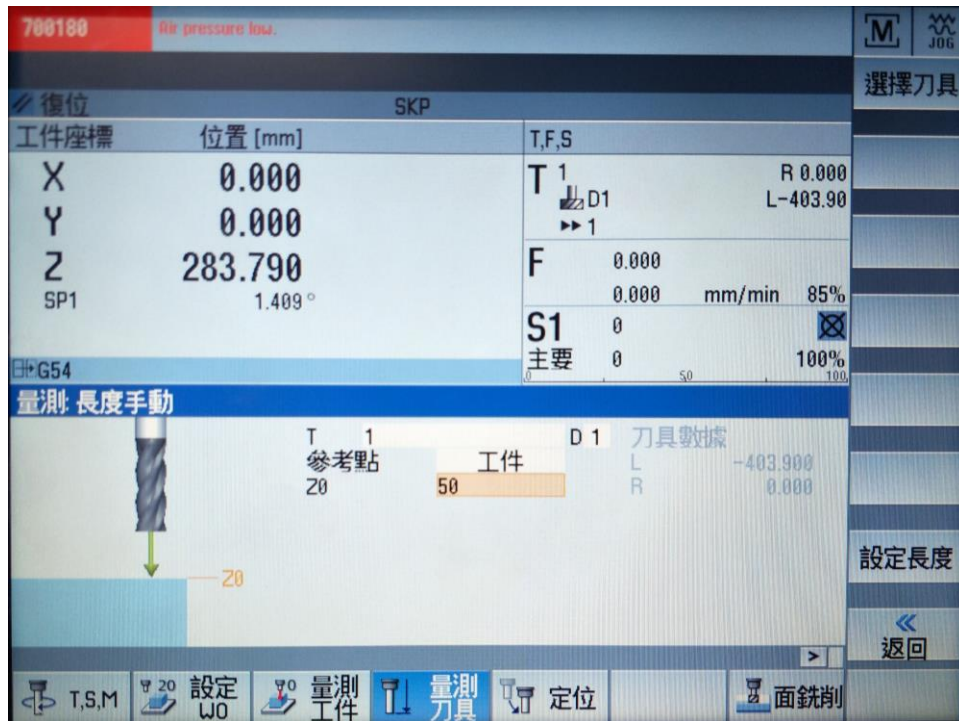 700180 Air pressure low.
M JOG
選擇刀具
復位 SKP
工件座標 位置 [mm] T,F,S
X 0.000
Y 0.000
Z 283.790
SP1 1.409°
T 1 R 0.000
D1 L-403.90
▸▸ 1
F 0.000
0.000 mm/min 85%
S1 0
主要 0 100%
0 50 100
G54
量測: 長度手動
T 1 D 1 刀具數據
參考點 工件 L -403.900
Z0 50 R 0.000
Z0
設定長度
«
返回
>
T,S,M
20 設定 WO
0 量測 工件
量測 刀具
定位
面銑削